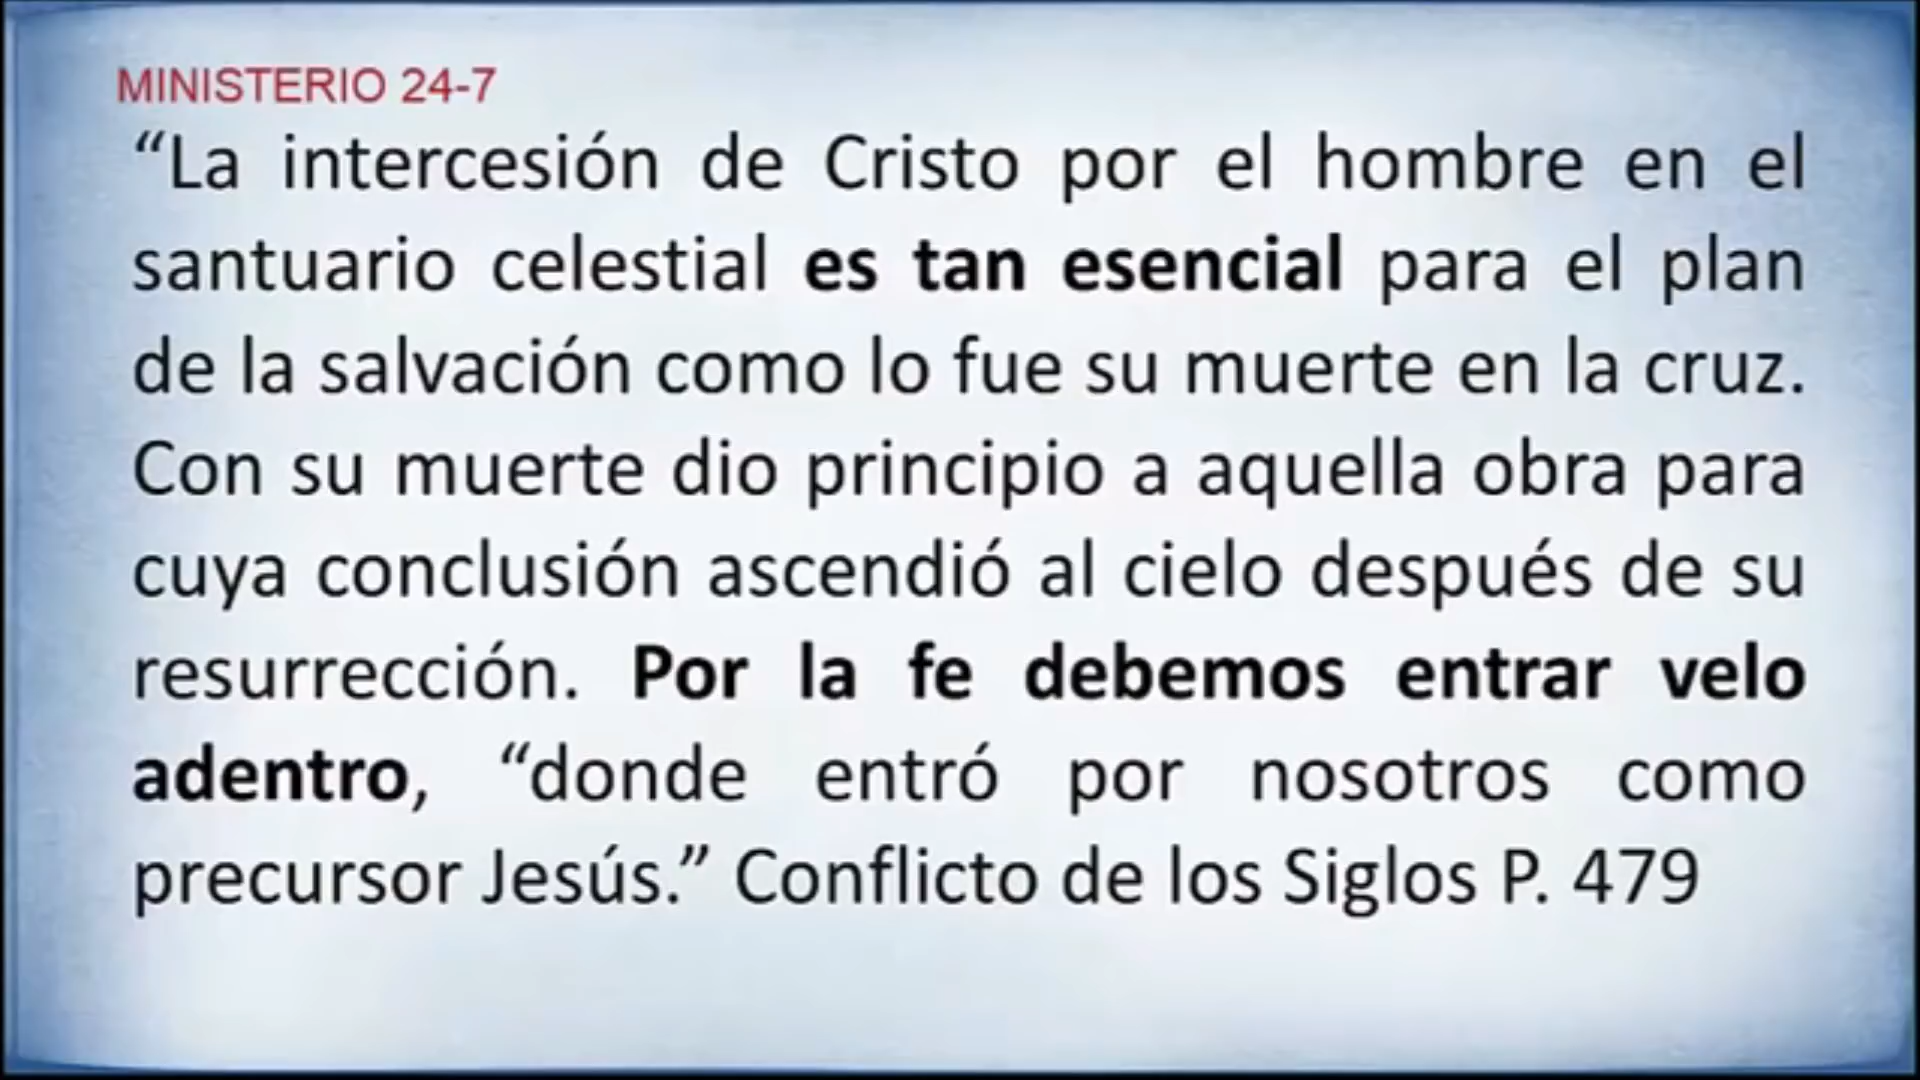 MINISTERIO 24-7
“La intercesión de Cristo por el hombre en el
santuario celestial es tan esencial para el plan
de la salvación como lo fue su muerte en la cruz.
Con su muerte dio principio a aquella obra para
cuya conclusión ascendió al cielo después de su
resurrección. Por la fe debemos entrar velo
adentro, “donde entró por nosotros como
precursor Jesús.” Conflicto de los Siglos P. 479